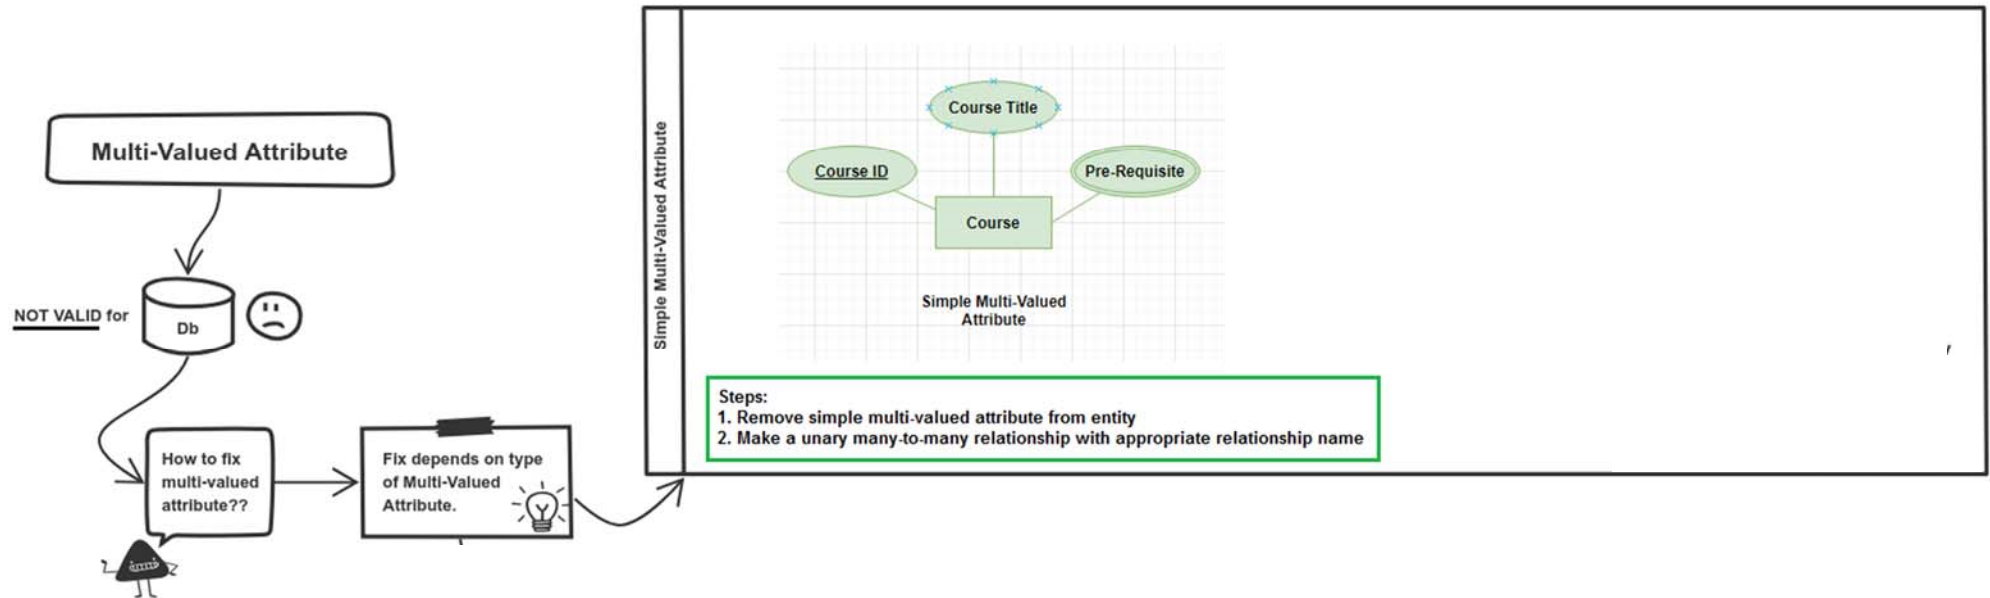 Multi-Valued Attribute
NOT VALID for
Db
How to fix
multi-valued
attribute??
Fix depends on type
of Multi-Valued
Attribute.
Simple Multi-Valued Attribute
Course Title
Course ID
Pre-Requisite
Course
Simple Multi-Valued
Attribute
Steps:
1. Remove simple multi-valued attribute from entity
2. Make a unary many-to-many relationship with appropriate relationship name